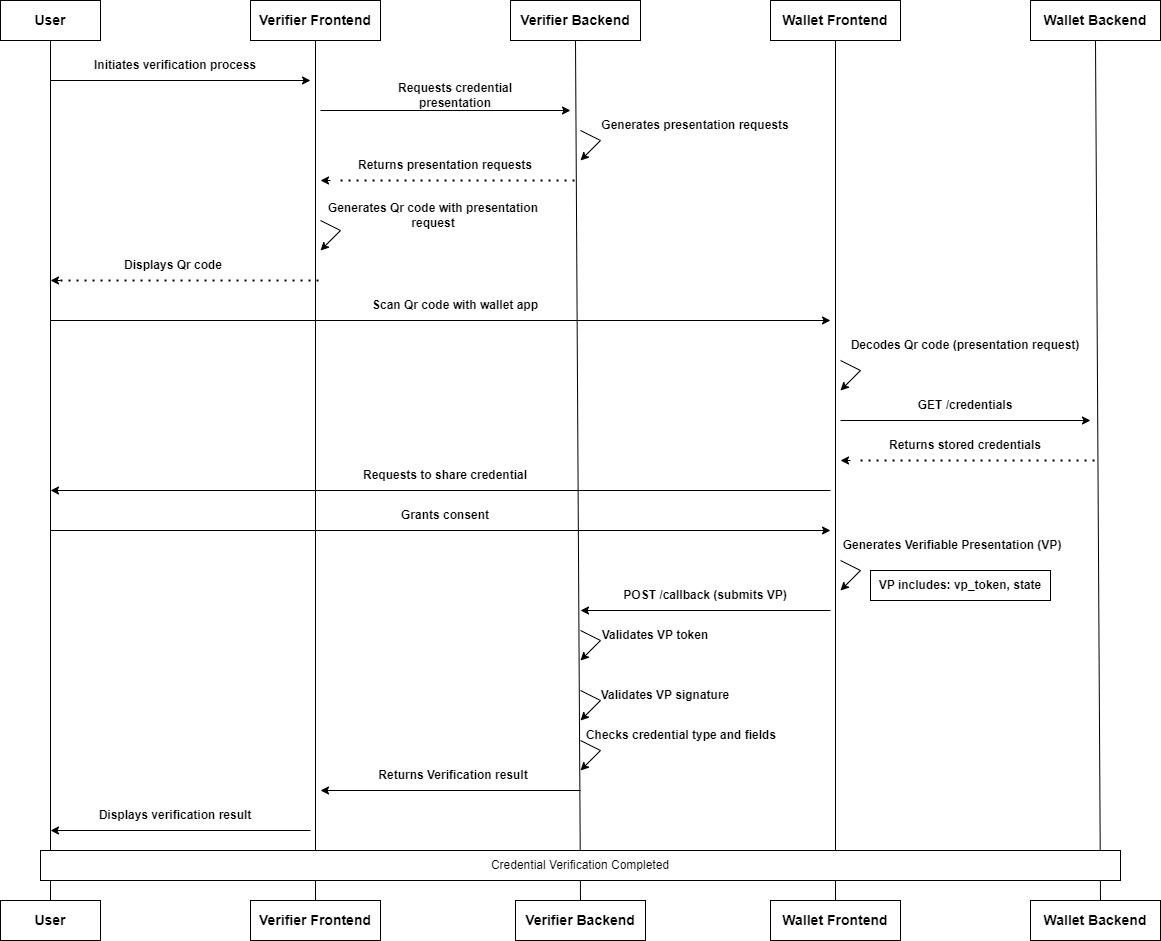 User
Verifier Frontend
Verifier Backend
Wallet Frontend
Wallet Backend
Initiates verification process
Requests credential
presentation
Generates presentation requests
Returns presentation requests
Generates Qr code with presentation
request
Displays Qr code
Scan Qr code with wallet app
Decodes Qr code (presentation request)
GET /credentials
Returns stored credentials
Requests to share credential
Grants consent
Generates Verifiable Presentation (VP)
VP includes: vp_token, state
POST /callback (submits VP)
Validates VP token
Validates VP signature
Checks credential type and fields
Returns Verification result
Displays verification result
Credential Verification Completed
User
Verifier Frontend
Verifier Backend
Wallet Frontend
Wallet Backend